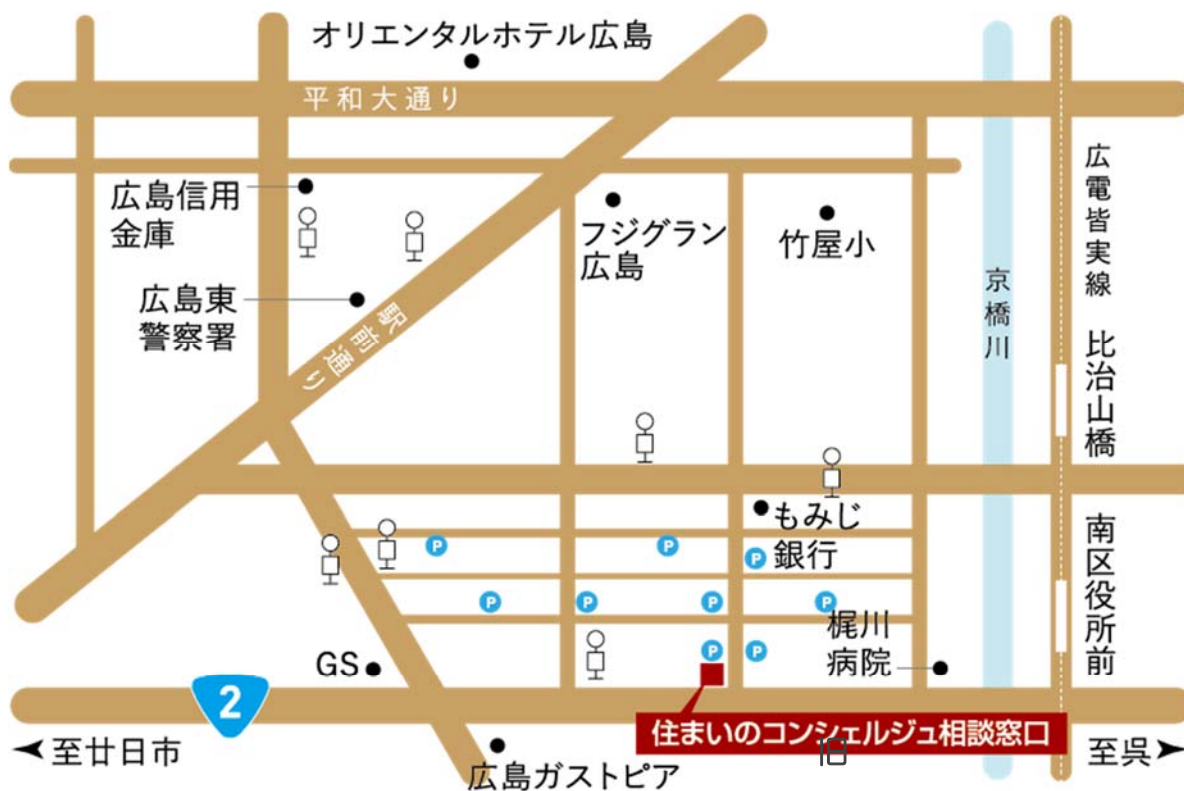 オリエンタルホテル広島
平和大通り
広島信用
金庫
フジグラン
広島
竹屋小
広島東
警察署
駅前通り
京橋川
広電皆実線
比治山橋
もみじ
銀行
P
P
P
P
P
P
P
梶川
病院
P
P
南区役所前
GS
2
住まいのコンシェルジュ相談窓口
至廿日市
広島ガストピア
至呉